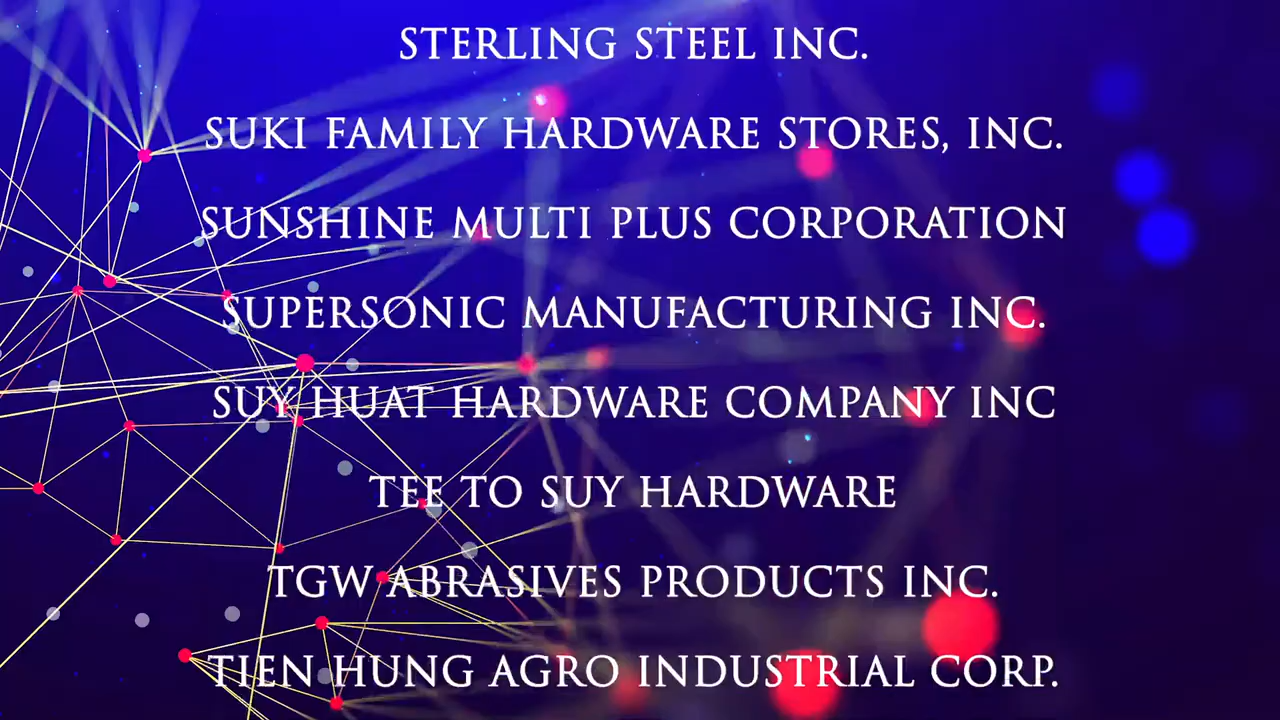 STERLING STEEL INC.
SUKI FAMILY HARDWARE STORES, INC.
SUNSHINE MULTI PLUS CORPORATION
SUPERSONIC MANUFACTURING INC.
SUY HUAT HARDWARE COMPANY INC
TEE TO SUY HARDWARE
TGW ABRASIVES PRODUCTS INC.
TIEN HUNG AGRO INDUSTRIAL CORP.